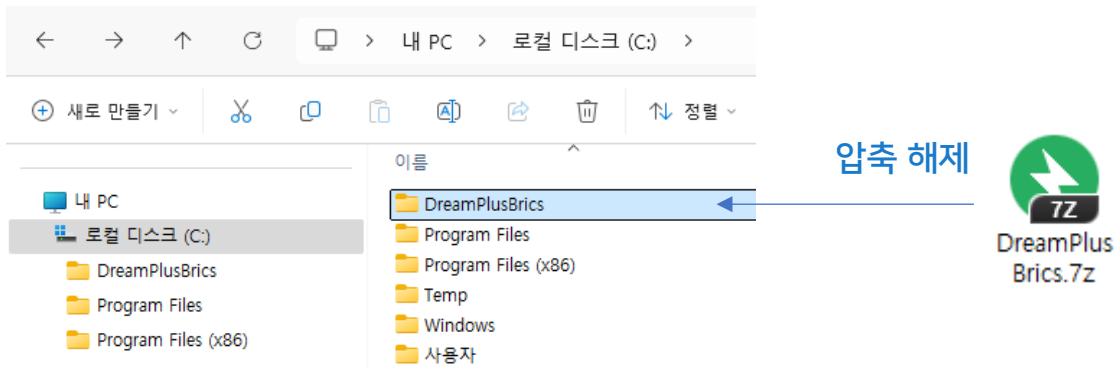 내 PC > 로컬 디스크 (C:) >
새로 만들기
정렬
이름
내 PC
로컬 디스크 (C:)
DreamPlusBrics
Program Files
Program Files (x86)
DreamPlusBrics
Program Files
Program Files (x86)
Temp
Windows
사용자
압축 해제
7Z
DreamPlus
Brics.7z